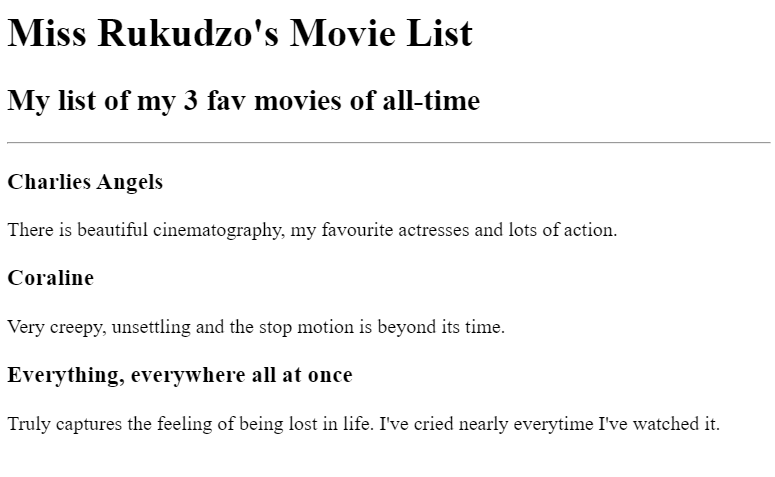 Miss Rukudzo's Movie List
My list of my 3 fav movies of all-time
Charlies Angels
There is beautiful cinematography, my favourite actresses and lots of action.
Coraline
Very creepy, unsettling and the stop motion is beyond its time.
Everything, everywhere all at once
Truly captures the feeling of being lost in life. I've cried nearly everytime I've watched it.